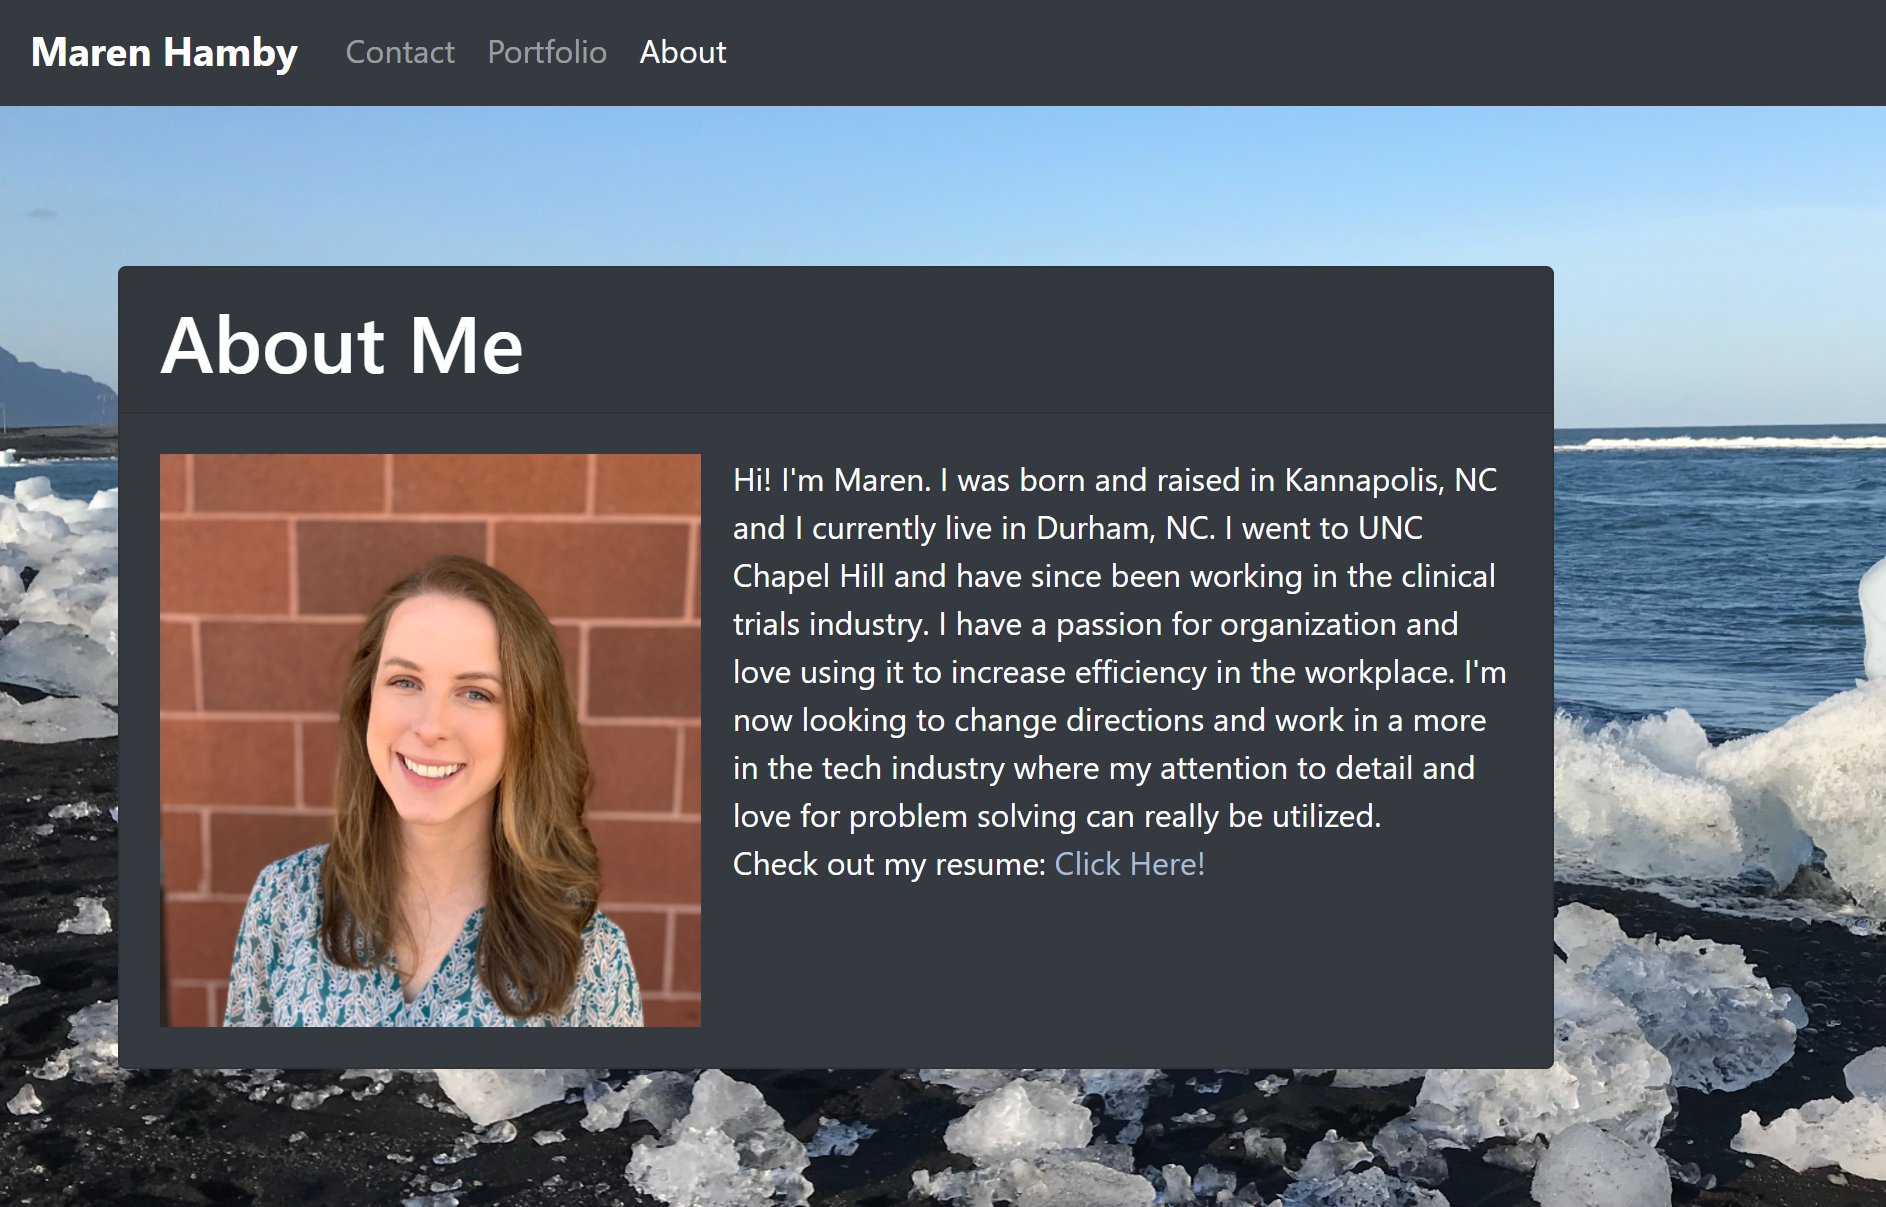 Maren Hamby Contact Portfolio About
About Me
Hi! I'm Maren. I was born and raised in Kannapolis, NC
and I currently live in Durham, NC. I went to UNC
Chapel Hill and have since been working in the clinical
trials industry. I have a passion for organization and
love using it to increase efficiency in the workplace. I'm
now looking to change directions and work in a more
in the tech industry where my attention to detail and
love for problem solving can really be utilized.
Check out my resume: Click Here!